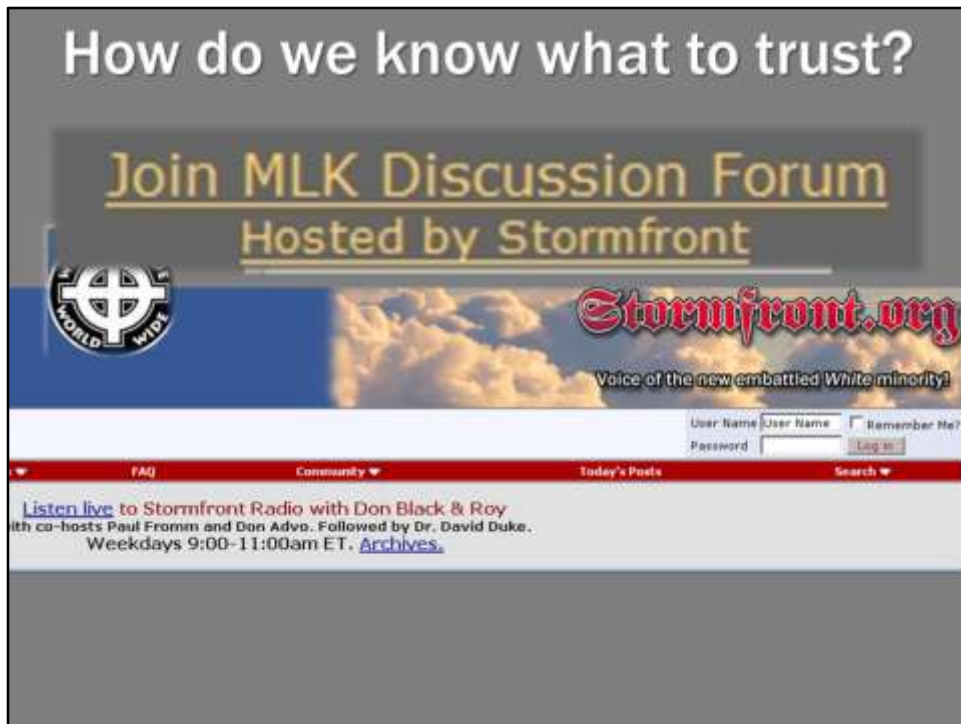 How do we know what to trust?
Join MLK Discussion Forum
Hosted by Stormfront
WORLD WIDE
Stormfront.org
Voice of the new embattled White minority!
User Name User Name Remember Me?
Password Log in
FAQ Community Today's Posts Search
Listen live to Stormfront Radio with Don Black & Roy
ith co-hosts Paul Fromm and Don Advo. Followed by Dr. David Duke.
Weekdays 9:00-11:00am ET. Archives.